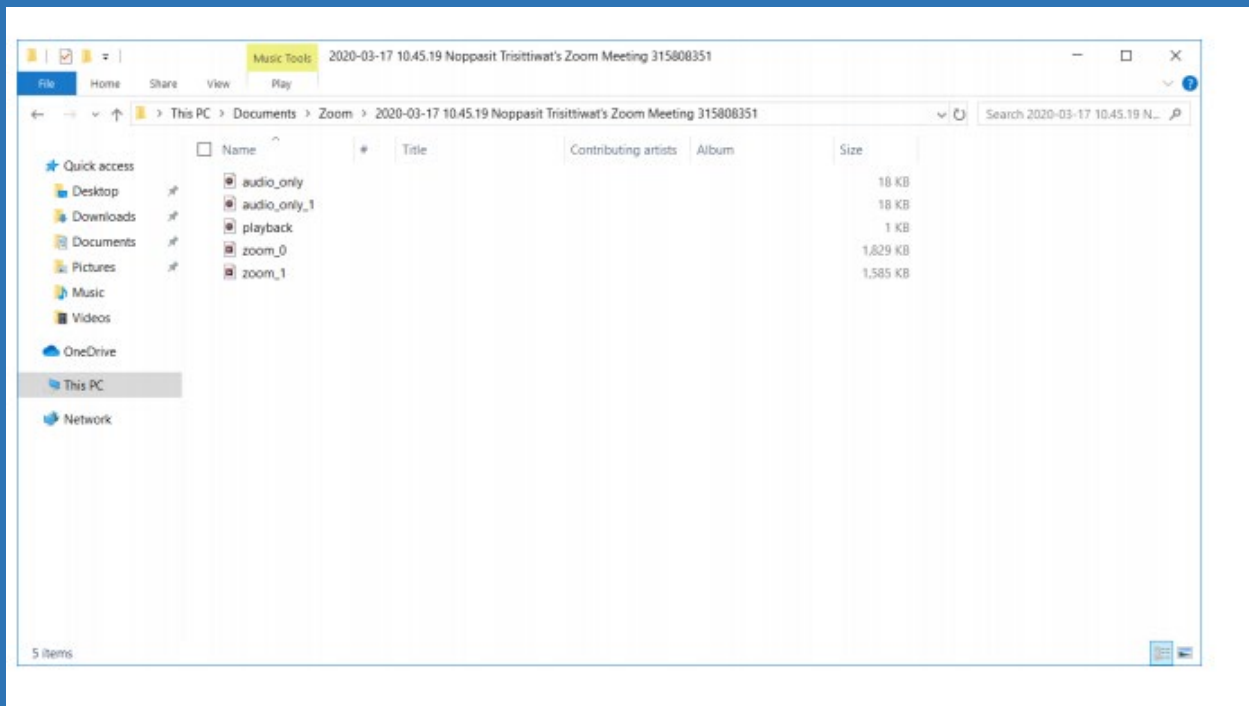 Music Tools 2020-03-17 10.45.19 Noppasit Trisittiwat's Zoom Meeting 315808351
File Home Share View Play
This PC > Documents > Zoom > 2020-03-17 10.45.19 Noppasit Trisittiwat's Zoom Meeting 315808351 Search 2020-03-17 10.45.19 N...
Name # Title Contributing artists Album Size
Quick access
Desktop
Downloads
Documents
Pictures
Music
Videos
OneDrive
This PC
Network
audio_only 18 KB
audio_only_1 18 KB
playback 1 KB
zoom_0 1,829 KB
zoom_1 1,585 KB
5 items